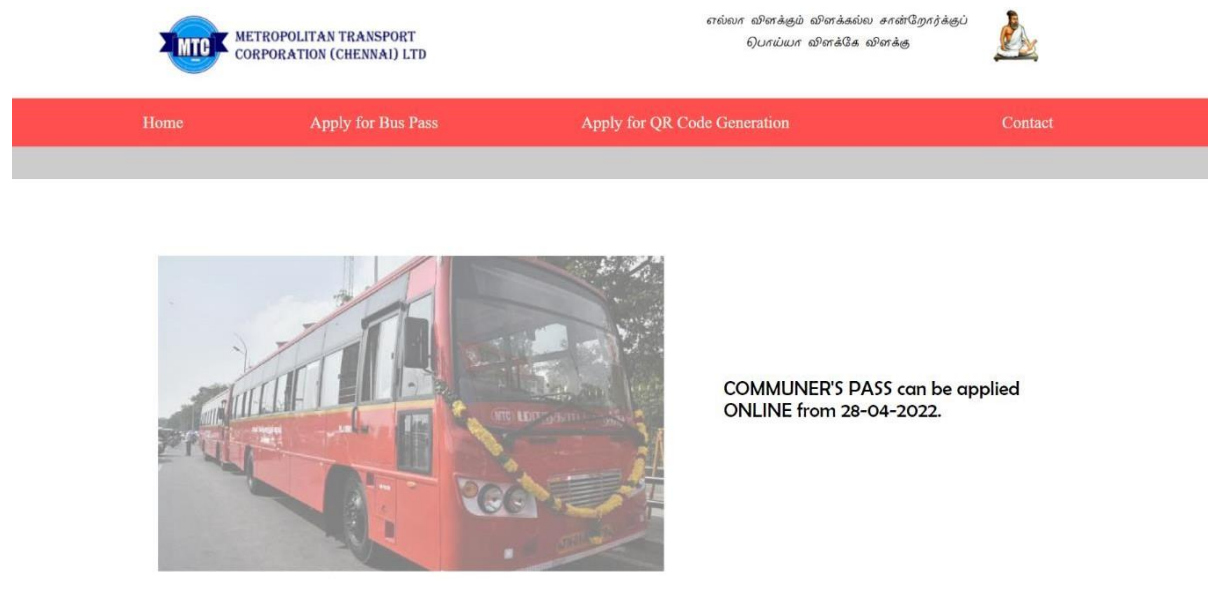 MTC
METROPOLITAN TRANSPORT
CORPORATION (CHENNAI) LTD
எல்லா விளக்கும் விளக்கல்ல சான்றோர்க்குப்
பொய்யா விளக்கே விளக்கு
Home
Apply for Bus Pass
Apply for QR Code Generation
Contact
COMMUNER'S PASS can be applied
ONLINE from 28-04-2022.
MTC